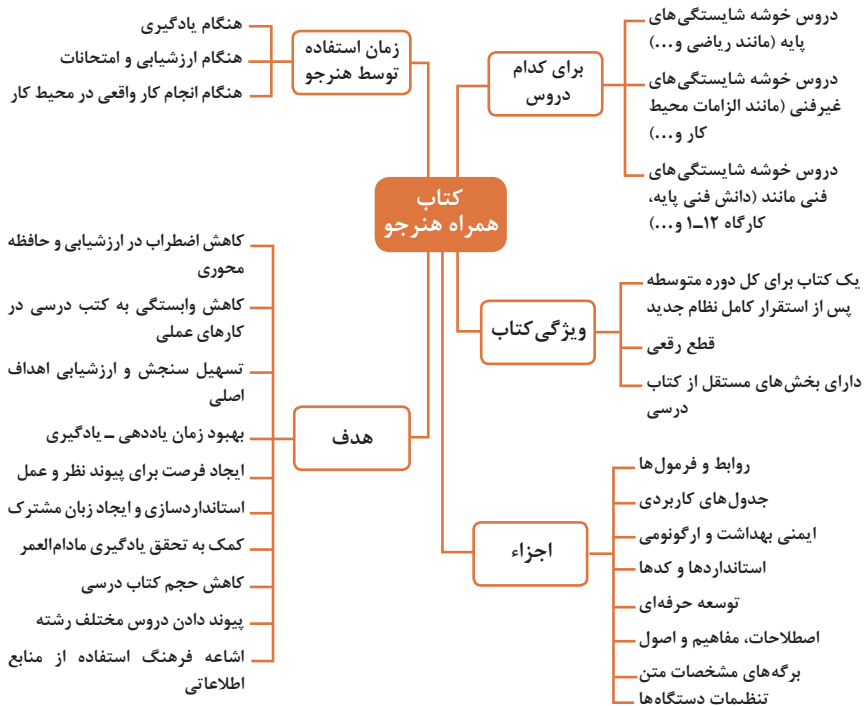 کتاب
همراه هنرجو
برای کدام
دروس
دروس خوشه شایستگی‌های
پایه (مانند ریاضی و...)
دروس خوشه شایستگی‌های
غیرفنی (مانند الزامات محیط
کار و...)
دروس خوشه شایستگی‌های
فنی مانند (دانش فنی پایه،
کارگاه ۱۲ـ۱ و...)
ویژگی کتاب
یک کتاب برای کل دوره متوسطه
پس از استقرار کامل نظام جدید
قطع رقعی
دارای بخش‌های مستقل از کتاب
درسی
اجزاء
روابط و فرمول‌ها
جدول‌های کاربردی
ایمنی بهداشت و ارگونومی
استانداردها و کدها
توسعه حرفه‌ای
اصطلاحات، مفاهیم و اصول
برگه‌های مشخصات متن
تنظیمات دستگاه‌ها
زمان استفاده
توسط هنرجو
هنگام یادگیری
هنگام ارزشیابی و امتحانات
هنگام انجام کار واقعی در محیط کار
هدف
کاهش اضطراب در ارزشیابی و حافظه
محوری
کاهش وابستگی به کتب درسی در
کارهای عملی
تسهیل سنجش و ارزشیابی اهداف
اصلی
بهبود زمان یاددهی ـ یادگیری
ایجاد فرصت برای پیوند نظر و عمل
استانداردسازی و ایجاد زبان مشترک
کمک به تحقق یادگیری مادام‌العمر
کاهش حجم کتاب درسی
پیوند دادن دروس مختلف رشته
اشاعه فرهنگ استفاده از منابع
اطلاعاتی